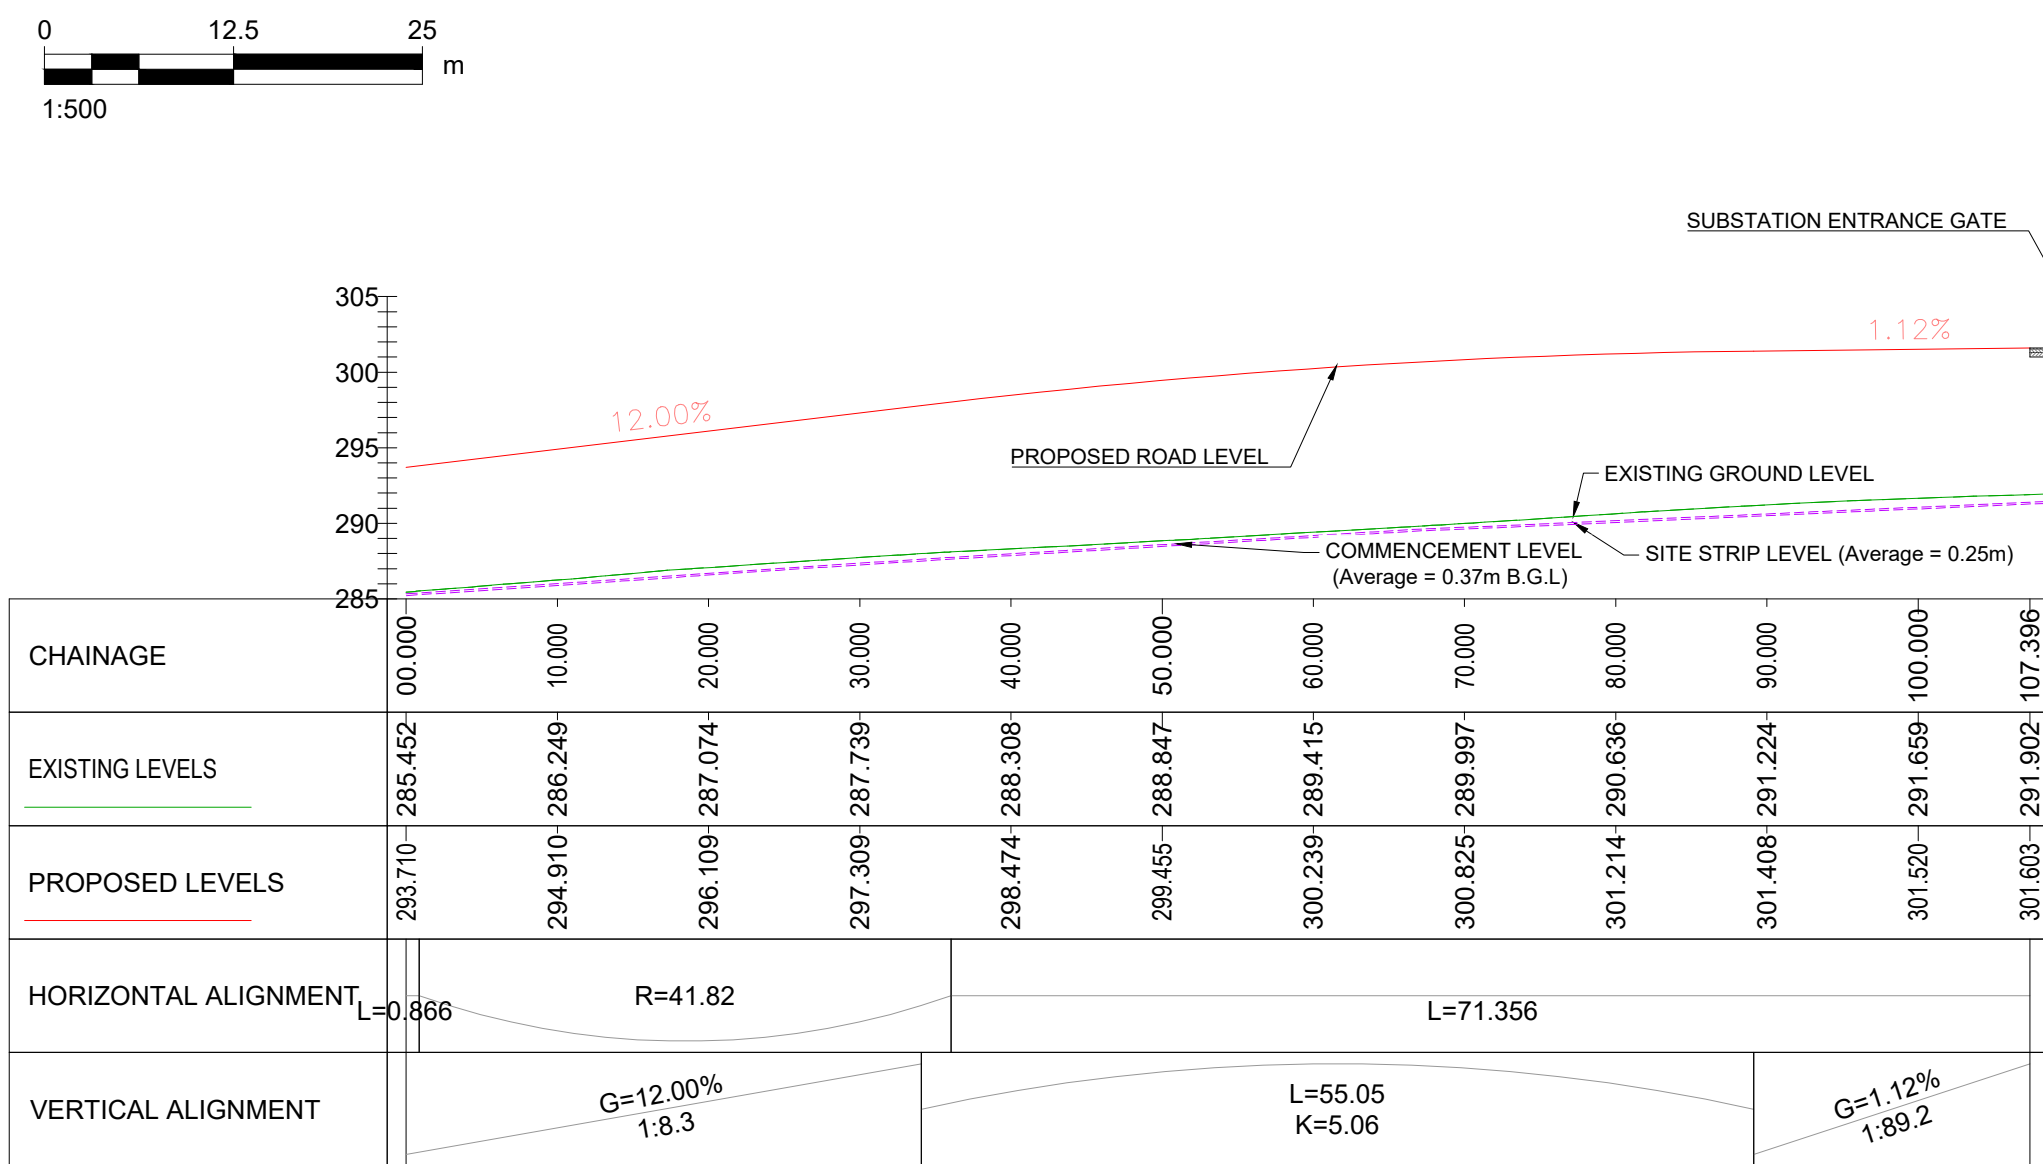 0 12.5 25
m
1:500
SUBSTATION ENTRANCE GATE
305
300
295
290
285
12.00%
1.12%
PROPOSED ROAD LEVEL
EXISTING GROUND LEVEL
COMMENCEMENT LEVEL
(Average = 0.37m B.G.L)
SITE STRIP LEVEL (Average = 0.25m)
CHAINAGE 00.000 10.000 20.000 30.000 40.000 50.000 60.000 70.000 80.000 90.000 100.000 107.396
EXISTING LEVELS 285.452 286.249 287.074 287.739 288.308 288.847 289.415 289.997 290.636 291.224 291.659 291.902
PROPOSED LEVELS 293.710 294.910 296.109 297.309 298.474 299.455 300.239 300.825 301.214 301.408 301.520 301.603
HORIZONTAL ALIGNMENT L=0.866 R=41.82 L=71.356
VERTICAL ALIGNMENT
G=12.00%
1:8.3
L=55.05
K=5.06
G=1.12%
1:89.2